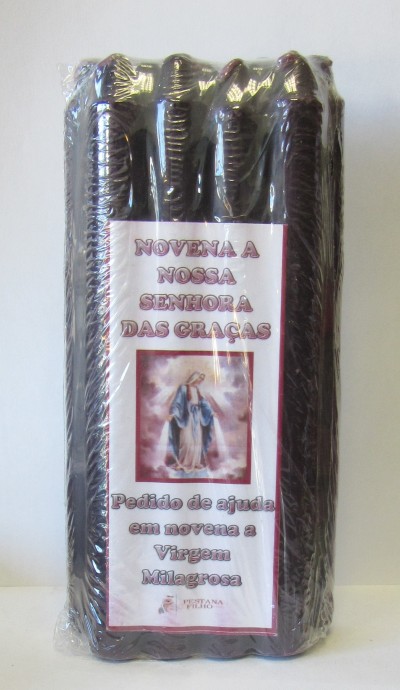 NOVENA A
NOSSA
SENHORA
DAS GRAÇAS
Pedido de ajuda
em novena a
Virgem
Milagrosa
PESTANA
FILHO